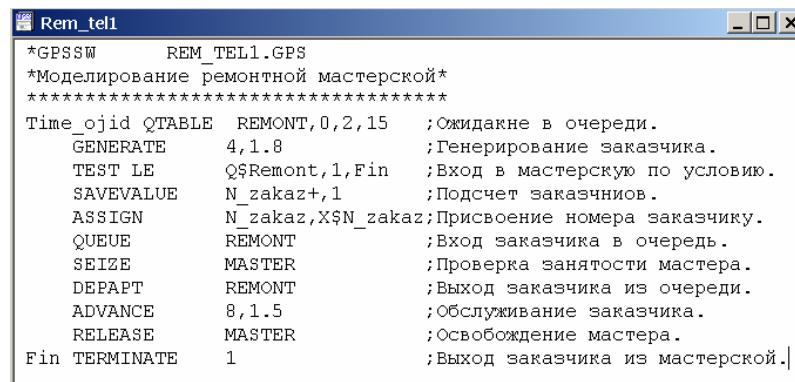 Rem_tel1
*GPSSW REM_TEL1.GPS
*Моделирование ремонтной мастерской*
************************************
Time_ojid QTABLE REMONT,0,2,15 ;Ожидакне в очереди.
GENERATE 4,1.8 ;Генерирование заказчика.
TEST LE Q$Remont,1,Fin ;Вход в мастерскую по условию.
SAVEVALUE N_zakaz+,1 ;Подсчет заказчниов.
ASSIGN N_zakaz,X$N_zakaz;Присвоение номера заказчику.
QUEUE REMONT ;Вход заказчика в очередь.
SEIZE MASTER ;Проверка занятости мастера.
DEPAPT REMONT ;Выход заказчика из очереди.
ADVANCE 8,1.5 ;Обслуживание заказчика.
RELEASE MASTER ;Освобождение мастера.
Fin TERMINATE 1 ;Выход заказчика из мастерской.